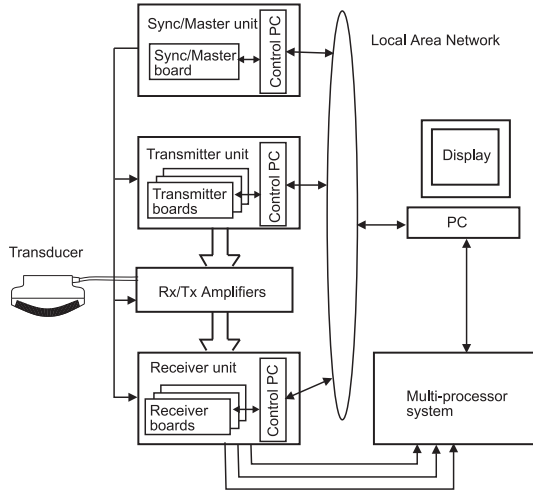 Sync/Master unit
Sync/Master
board
Control PC
Local Area Network
Transmitter unit
Transmitter
boards
Control PC
Display
PC
Transducer
Rx/Tx Amplifiers
Receiver unit
Receiver
boards
Control PC
Multi-processor
system